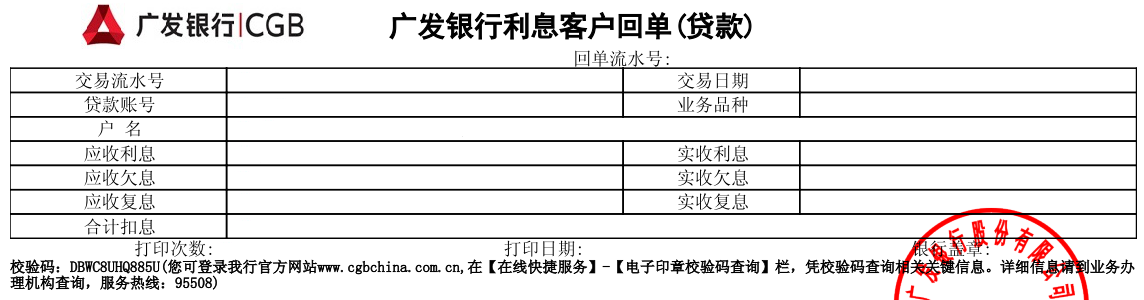 广发银行|CGB
广发银行利息客户回单(贷款)
回单流水号:
交易流水号 交易日期
贷款账号 业务品种
户 名
应收利息 实收利息
应收欠息 实收欠息
应收复息 实收复息
合计扣息
打印次数: 打印日期: 银行盖章:
校验码: DBWC8UHQ885U(您可登录我行官方网站www.cgbchina.com.cn,在【在线快捷服务】-【电子印章校验码查询】栏, 凭校验码查询相关关键信息。详细信息请到业务办
理机构查询, 服务热线: 95508)
广发银行股份有限公司